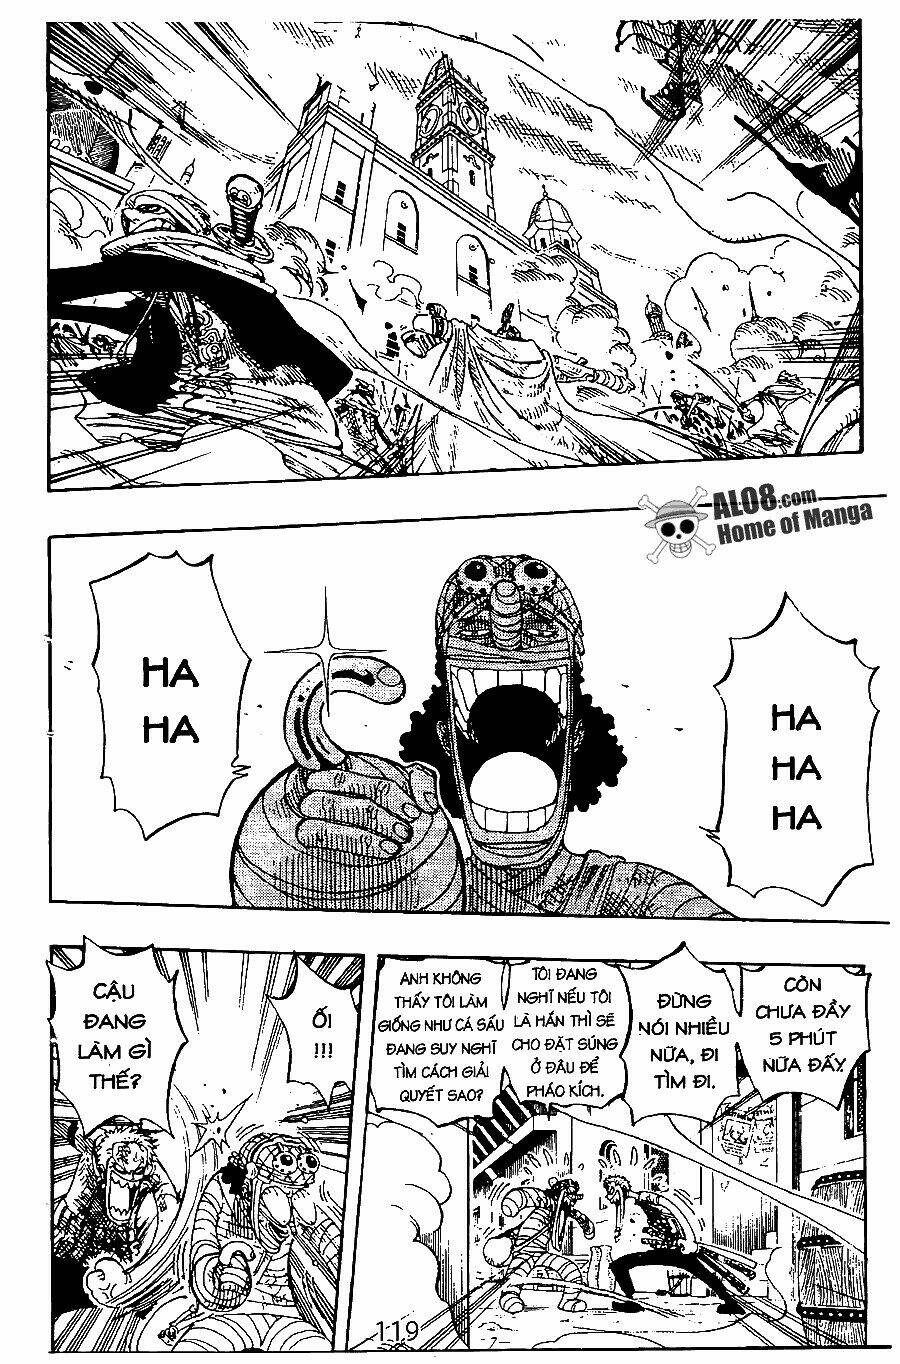 ALO8.com
Home of Manga
HA
HA
HA
HA
HA
CÒN
CHƯA ĐẦY
5 PHÚT
NỮA ĐẤY.
ĐỪNG
NÓI NHIỀU
NỮA, ĐI
TÌM ĐI.
TÔI ĐANG
NGHĨ NẾU TÔI
LÀ HẮN THÌ SẼ
CHO ĐẶT SÚNG
Ở ĐÂU ĐỂ
PHÁO KÍCH.
ANH KHÔNG
THẤY TÔI LÀM
GIỐNG NHƯ CÁ SẤU
ĐANG SUY NGHĨ
TÌM CÁCH GIẢI
QUYẾT SAO?
ỐI
!!!
CẬU
ĐANG
LÀM GÌ
THẾ?
119